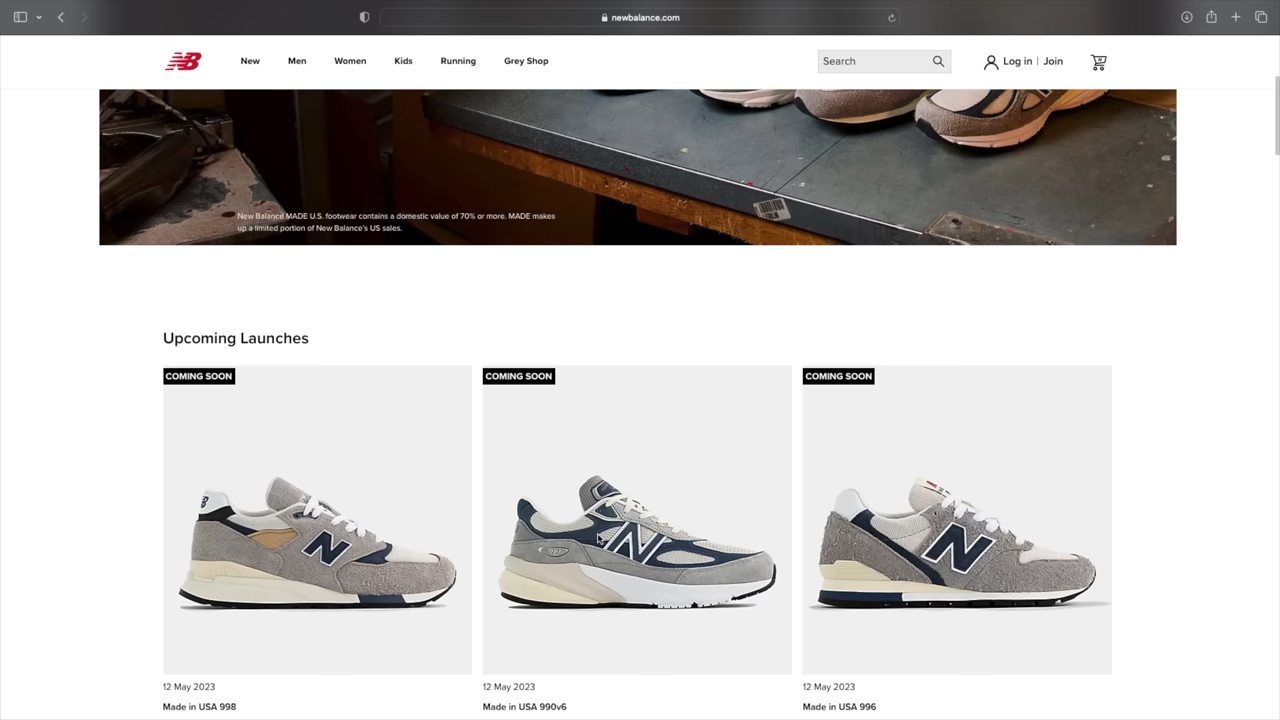 newbalance.com
NB
New
Men
Women
Kids
Running
Grey Shop
Search
Log in | Join
New Balance MADE U.S. footwear contains a domestic value of 70% or more. MADE makes
up a limited portion of New Balance's US sales.
Upcoming Launches
COMING SOON
COMING SOON
COMING SOON
N
N
N
12 May 2023
12 May 2023
12 May 2023
Made in USA 998
Made in USA 990v6
Made in USA 996